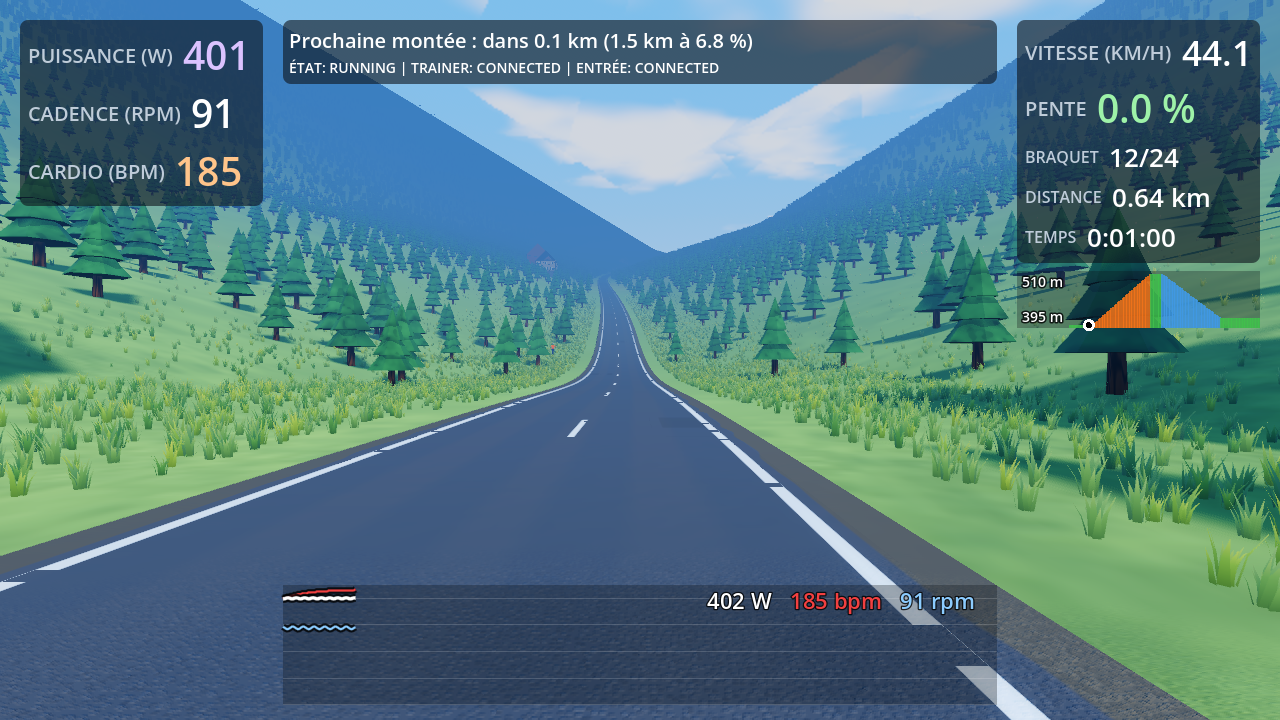 PUISSANCE (W) 401
CADENCE (RPM) 91
CARDIO (BPM) 185
Prochaine montée : dans 0.1 km (1.5 km à 6.8 %)
ÉTAT: RUNNING | TRAINER: CONNECTED | ENTRÉE: CONNECTED
VITESSE (KM/H) 44.1
PENTE 0.0 %
BRAQUET 12/24
DISTANCE 0.64 km
TEMPS 0:01:00
510 m
395 m
402 W 185 bpm 91 rpm